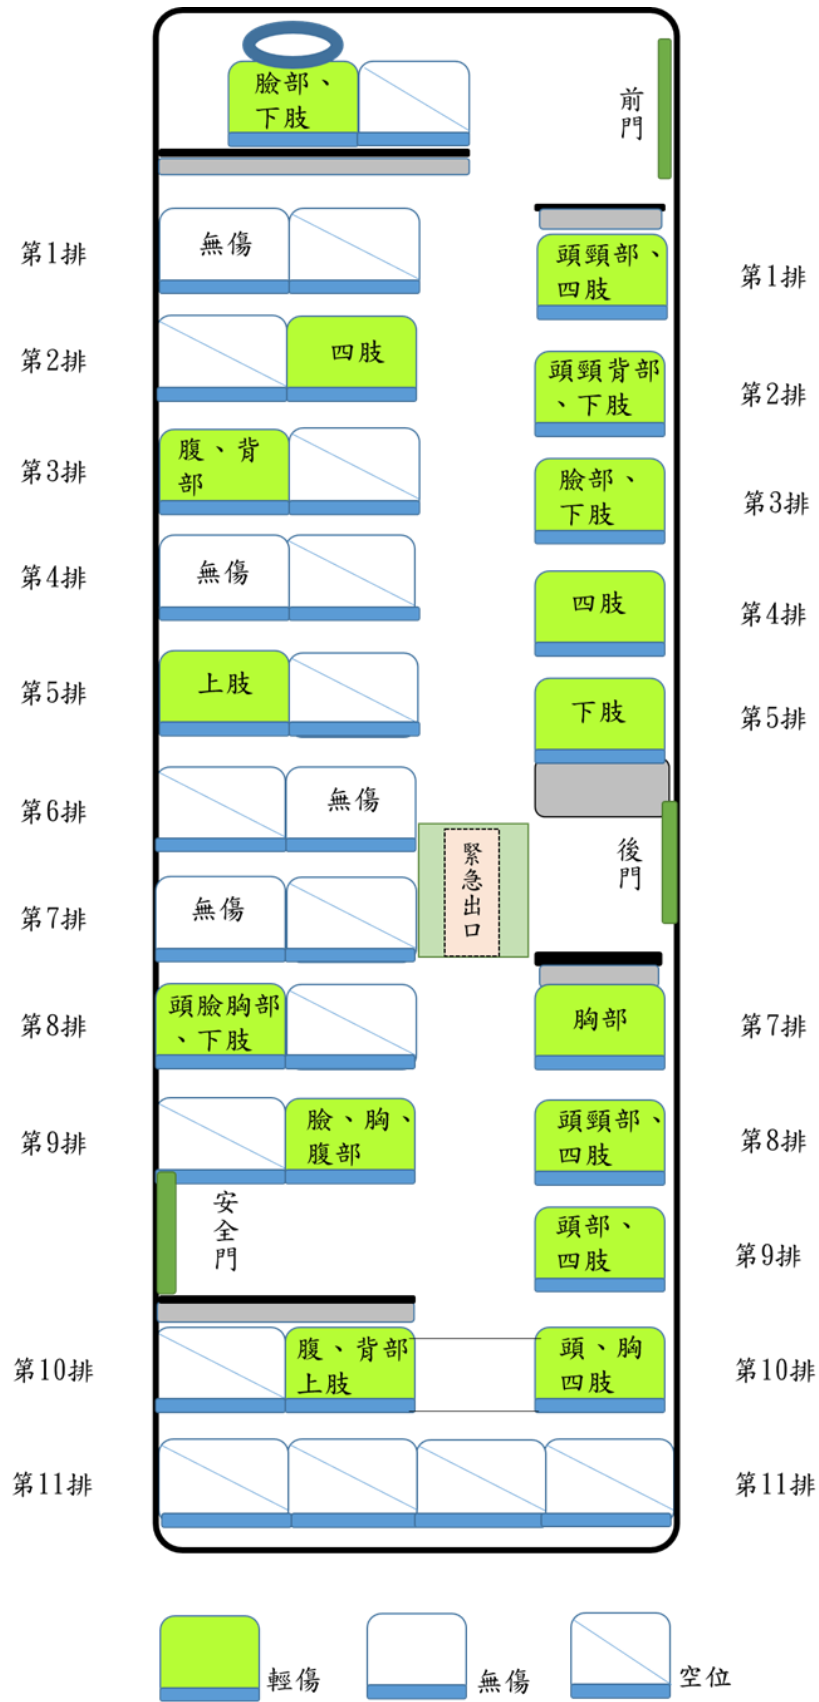 臉部、
下肢
前門
第1排
無傷
頭頸部、
四肢
第1排
第2排
四肢
頭頸背部
、下肢
第2排
第3排
腹、背
部
臉部、
下肢
第3排
第4排
無傷
四肢
第4排
第5排
上肢
下肢
第5排
第6排
無傷
緊急出口
後門
第7排
無傷
第8排
頭臉胸部
、下肢
胸部
第7排
第9排
臉、胸、
腹部
頭頸部、
四肢
第8排
安全門
頭部、
四肢
第9排
第10排
腹、背部
上肢
頭、胸
四肢
第10排
第11排
第11排
輕傷
無傷
空位